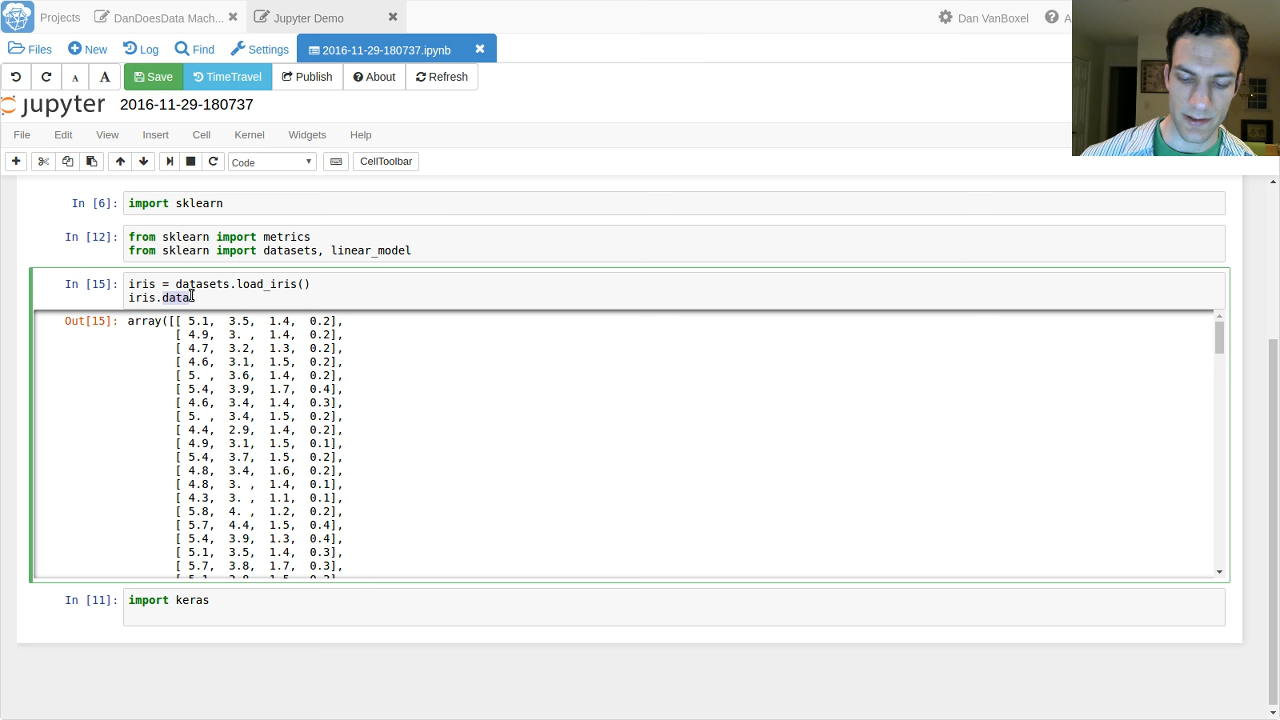 Projects DanDoesData Mach... Jupyter Demo Dan VanBoxel
Files New Log Find Settings 2016-11-29-180737.ipynb
A A Save TimeTravel Publish About Refresh
jupyter 2016-11-29-180737
File Edit View Insert Cell Kernel Widgets Help
Code CellToolbar
In [6]: import sklearn
In [12]: from sklearn import metrics
from sklearn import datasets, linear_model
In [15]: iris = datasets.load_iris()
iris.data
Out[15]: array([[ 5.1,  3.5,  1.4,  0.2],
[ 4.9,  3. ,  1.4,  0.2],
[ 4.7,  3.2,  1.3,  0.2],
[ 4.6,  3.1,  1.5,  0.2],
[ 5. ,  3.6,  1.4,  0.2],
[ 5.4,  3.9,  1.7,  0.4],
[ 4.6,  3.4,  1.4,  0.3],
[ 5. ,  3.4,  1.5,  0.2],
[ 4.4,  2.9,  1.4,  0.2],
[ 4.9,  3.1,  1.5,  0.1],
[ 5.4,  3.7,  1.5,  0.2],
[ 4.8,  3.4,  1.6,  0.2],
[ 4.8,  3. ,  1.4,  0.1],
[ 4.3,  3. ,  1.1,  0.1],
[ 5.8,  4. ,  1.2,  0.2],
[ 5.7,  4.4,  1.5,  0.4],
[ 5.4,  3.9,  1.3,  0.4],
[ 5.1,  3.5,  1.4,  0.3],
[ 5.7,  3.8,  1.7,  0.3],
In [11]: import keras